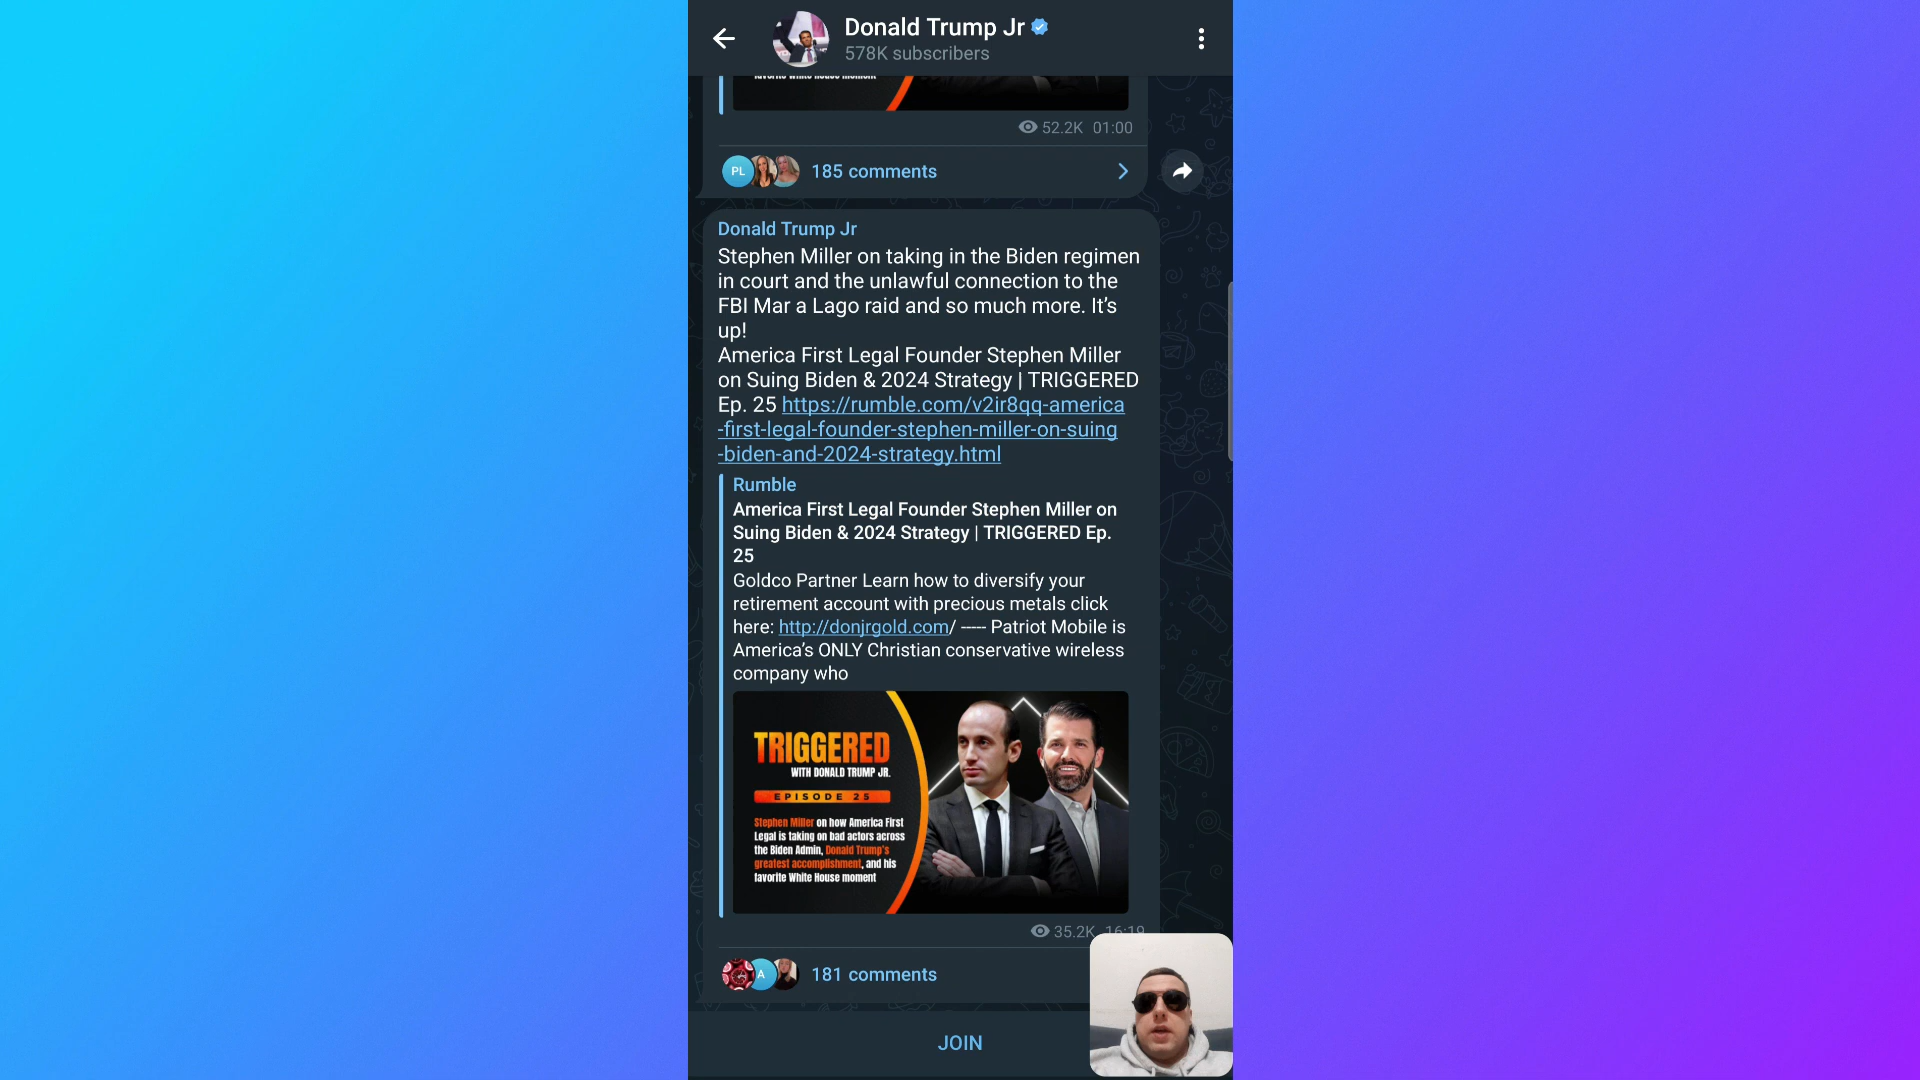 Donald Trump Jr
578K subscribers
favorite White House moment
52.2K 01:00
PL
185 comments
Donald Trump Jr
Stephen Miller on taking in the Biden regimen
in court and the unlawful connection to the
FBI Mar a Lago raid and so much more. It’s
up!
America First Legal Founder Stephen Miller
on Suing Biden & 2024 Strategy | TRIGGERED
Ep. 25 https://rumble.com/v2ir8qq-america
-first-legal-founder-stephen-miller-on-suing
-biden-and-2024-strategy.html
Rumble
America First Legal Founder Stephen Miller on
Suing Biden & 2024 Strategy | TRIGGERED Ep.
25
Goldco Partner Learn how to diversify your
retirement account with precious metals click
here: http://donjrgold.com/ ----- Patriot Mobile is
America’s ONLY Christian conservative wireless
company who
TRIGGERED
WITH DONALD TRUMP JR.
EPISODE 25
Stephen Miller on how America First
Legal is taking on bad actors across
the Biden Admin, Donald Trump's
greatest accomplishment, and his
favorite White House moment
35.2K 16:19
A
181 comments
JOIN